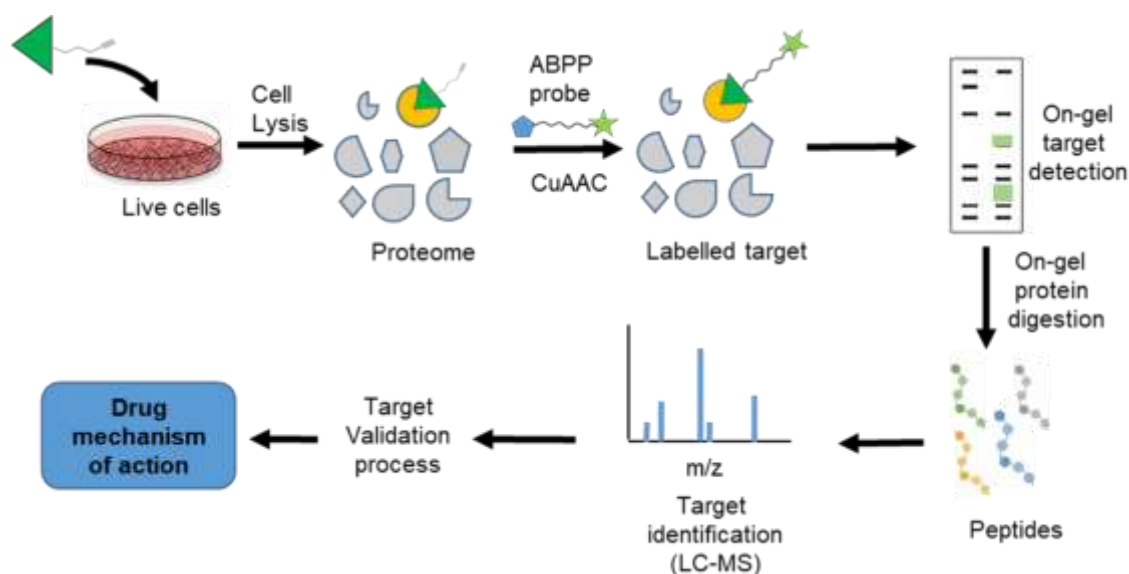 Cell
Lysis
ABPP
probe
CuAAC
On-gel
target
detection
Live cells
Proteome
Labelled target
On-gel
protein
digestion
Drug
mechanism
of action
Target
Validation
process
m/z
Target
identification
(LC-MS)
Peptides